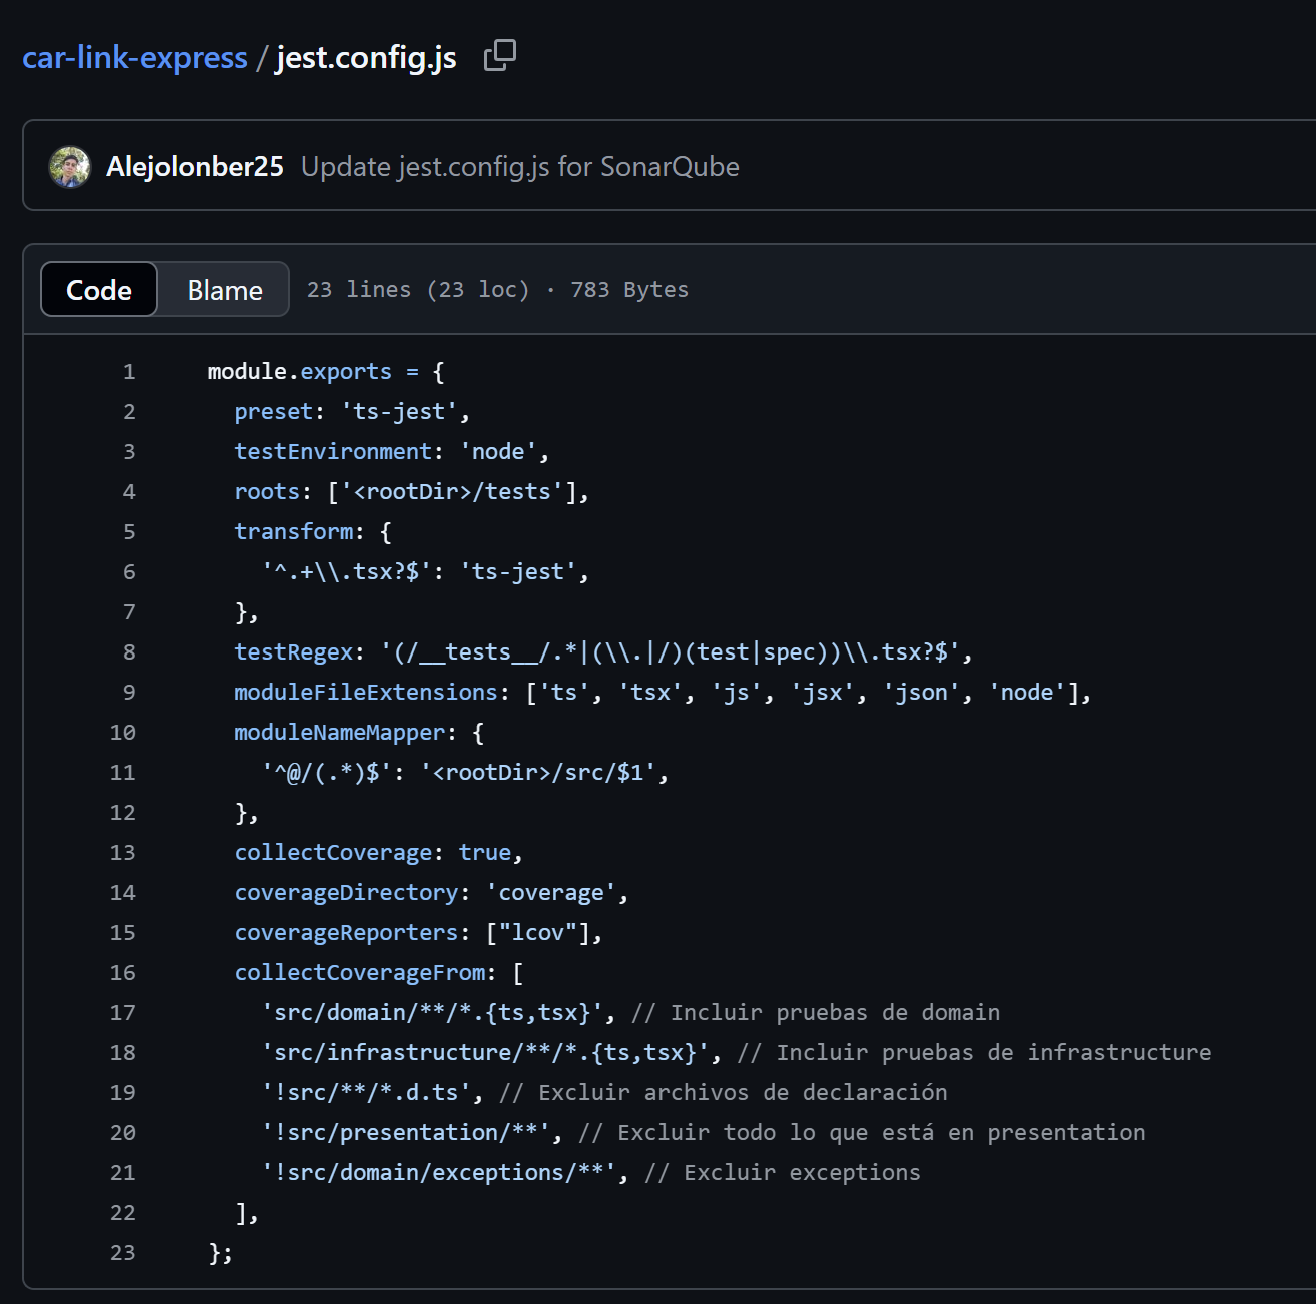 car-link-express / jest.config.js
Alejolonber25 Update jest.config.js for SonarQube
Code Blame 23 lines (23 loc) · 783 Bytes
1 module.exports = {
2   preset: 'ts-jest',
3   testEnvironment: 'node',
4   roots: ['<rootDir>/tests'],
5   transform: {
6     '^.+\\.tsx?$': 'ts-jest',
7   },
8   testRegex: '(/__tests__/.*|(\\.|/)(test|spec))\\.tsx?$',
9   moduleFileExtensions: ['ts', 'tsx', 'js', 'jsx', 'json', 'node'],
10   moduleNameMapper: {
11     '^@/(.*)$': '<rootDir>/src/$1',
12   },
13   collectCoverage: true,
14   coverageDirectory: 'coverage',
15   coverageReporters: ["lcov"],
16   collectCoverageFrom: [
17     'src/domain/**/*.{ts,tsx}', // Incluir pruebas de domain
18     'src/infrastructure/**/*.{ts,tsx}', // Incluir pruebas de infrastructure
19     '!src/**/*.d.ts', // Excluir archivos de declaración
20     '!src/presentation/**', // Excluir todo lo que está en presentation
21     '!src/domain/exceptions/**', // Excluir exceptions
22   ],
23 };